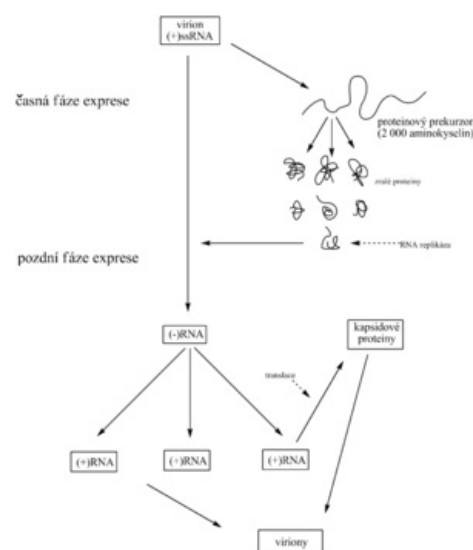 virion
(+)ssRNA
časná fáze exprese
proteinový prekurzor
(2 000 aminokyselin)
zralé proteiny
RNA replikáza
pozdní fáze exprese
(-)RNA
kapsidové
proteiny
translace
(+)RNA
(+)RNA
(+)RNA
viriony